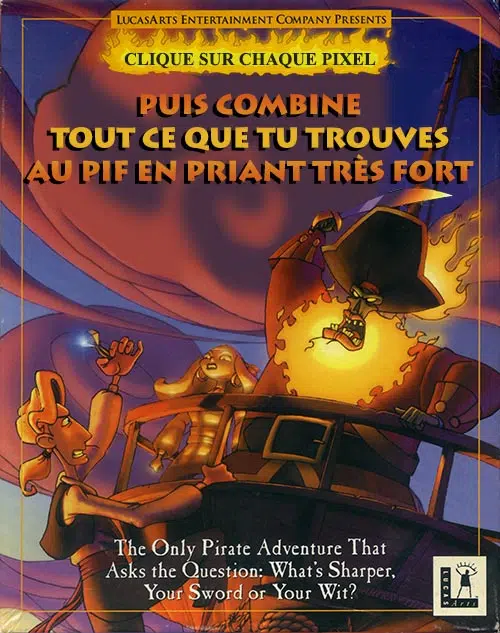 LucasArts Entertainment Company Presents
CLIQUE SUR CHAQUE PIXEL
PUIS COMBINE
TOUT CE QUE TU TROUVES
AU PIF EN PRIANT TRÈS FORT
The Only Pirate Adventure That
Asks the Question: What's Sharper,
Your Sword or Your Wit?
LUCAS
Arts